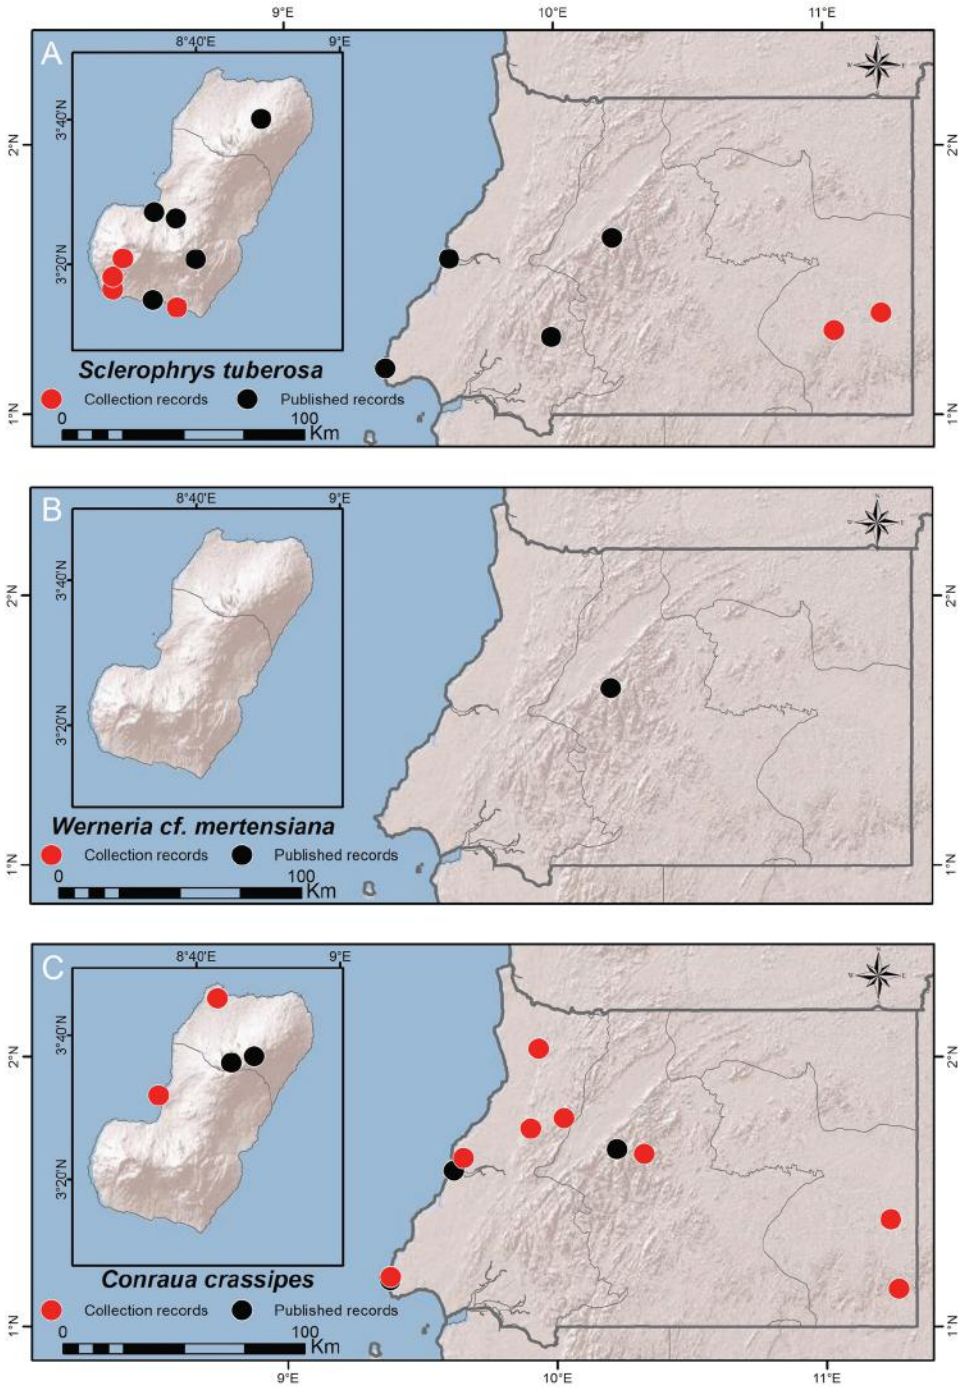 9°E 10°E 11°E
A 8°40'E 9°E
N
W E
S
3°40'N
2°N 2°N
3°20'N
Sclerophrys tuberosa
Collection records Published records
0 100
Km
1°N 1°N
B 8°40'E 9°E
N
W E
S
3°40'N
2°N 2°N
3°20'N
Werneria cf. mertensiana
Collection records Published records
0 100
Km
1°N 1°N
C 8°40'E 9°E
N
W E
S
3°40'N
2°N 2°N
3°20'N
Conraua crassipes
Collection records Published records
0 100
Km
1°N 1°N
9°E 10°E 11°E